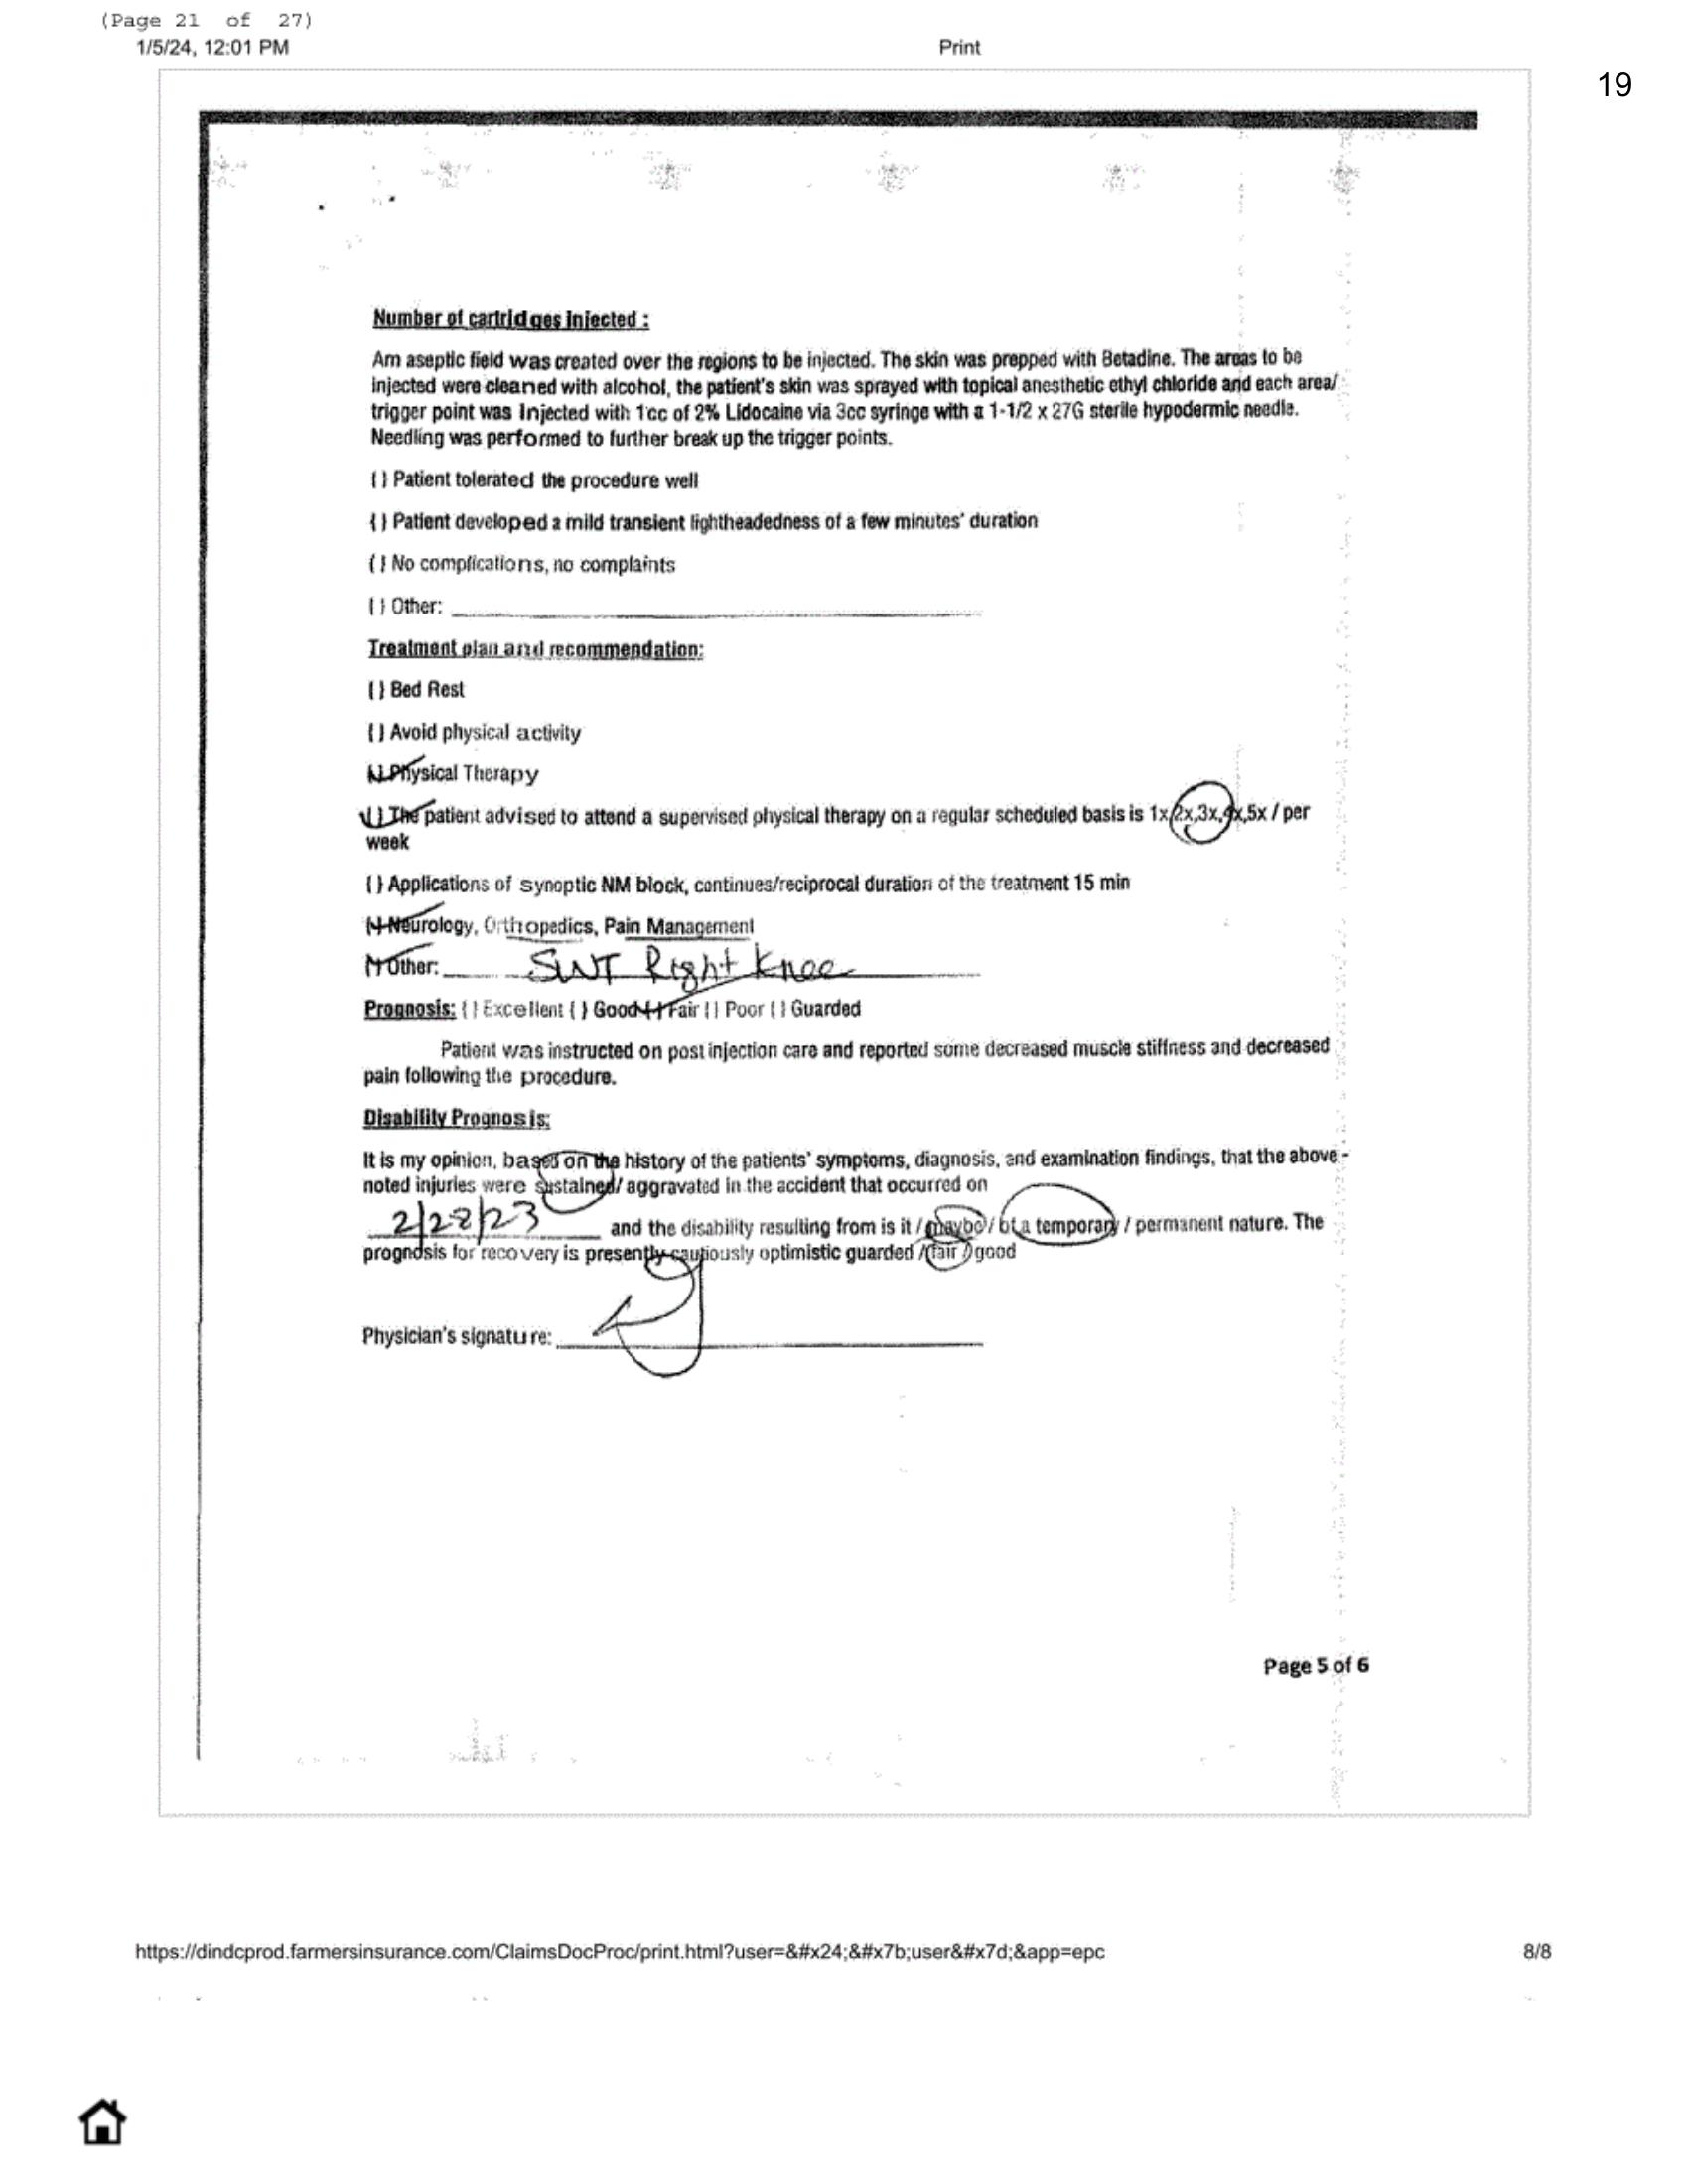 (Page 21 of 27)
1/5/24, 12:01 PM Print
19
Number of cartridges Injected :
Am aseptic field was created over the regions to be injected. The skin was prepped with Betadine. The areas to be
injected were cleaned with alcohol, the patient's skin was sprayed with topical anesthetic ethyl chloride and each area/
trigger point was Injected with 1cc of 2% Lidocaine via 3cc syringe with a 1-1/2 x 27G sterile hypodermic needle.
Needling was performed to further break up the trigger points.
{ } Patient tolerated the procedure well
{ } Patient developed a mild transient lightheadedness of a few minutes' duration
{ } No complications, no complaints
{ } Other:
Treatment plan and recommendation:
{ } Bed Rest
{ } Avoid physical activity
{ } Physical Therapy
{ } The patient advised to attend a supervised physical therapy on a regular scheduled basis is 1x,2x,3x,4x,5x / per
week
{ } Applications of synoptic NM block, continues/reciprocal duration of the treatment 15 min
{ } Neurology, Orthopedics, Pain Management
{ } Other: SWT Right Knee
Prognosis: { } Excellent { } Good { } Fair { } Poor { } Guarded
Patient was instructed on post injection care and reported some decreased muscle stiffness and decreased
pain following the procedure.
Disability Prognosis:
It is my opinion, based on the history of the patients' symptoms, diagnosis, and examination findings, that the above -
noted injuries were sustained/ aggravated in the accident that occurred on
2/28/23 and the disability resulting from is it / maybe / of a temporary / permanent nature. The
prognosis for recovery is presently cautiously optimistic guarded / fair / good
Physician's signature:
Page 5 of 6
https://dindcprod.farmersinsurance.com/ClaimsDocProc/print.html?user=&#x24;&#x7b;user&#x7d;&app=epc 8/8